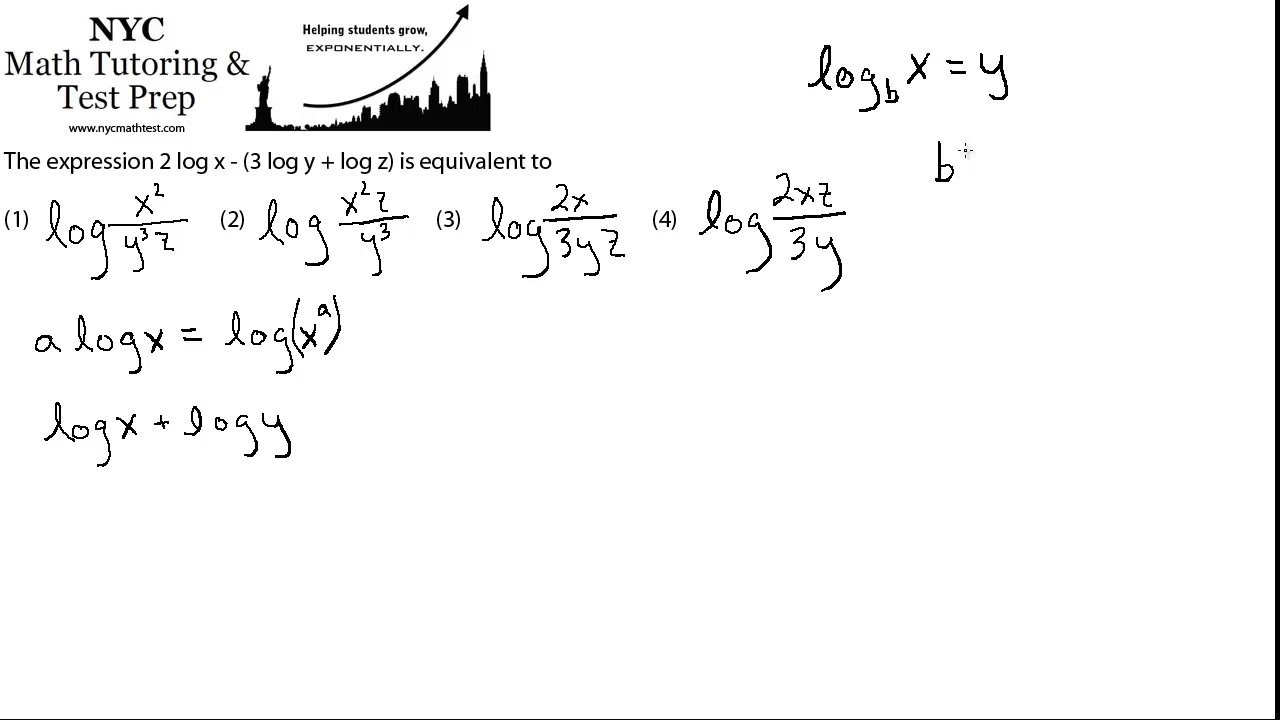 NYC
Math Tutoring &
Test Prep
www.nycmathtest.com
Helping students grow,
EXPONENTIALLY.
log_b x = y
b
The expression 2 log x - (3 log y + log z) is equivalent to
(1) log x²/y³z (2) log x²z/y³ (3) log 2x/3yz (4) log 2xz/3y
a log x = log(xᵃ)
log x + log y